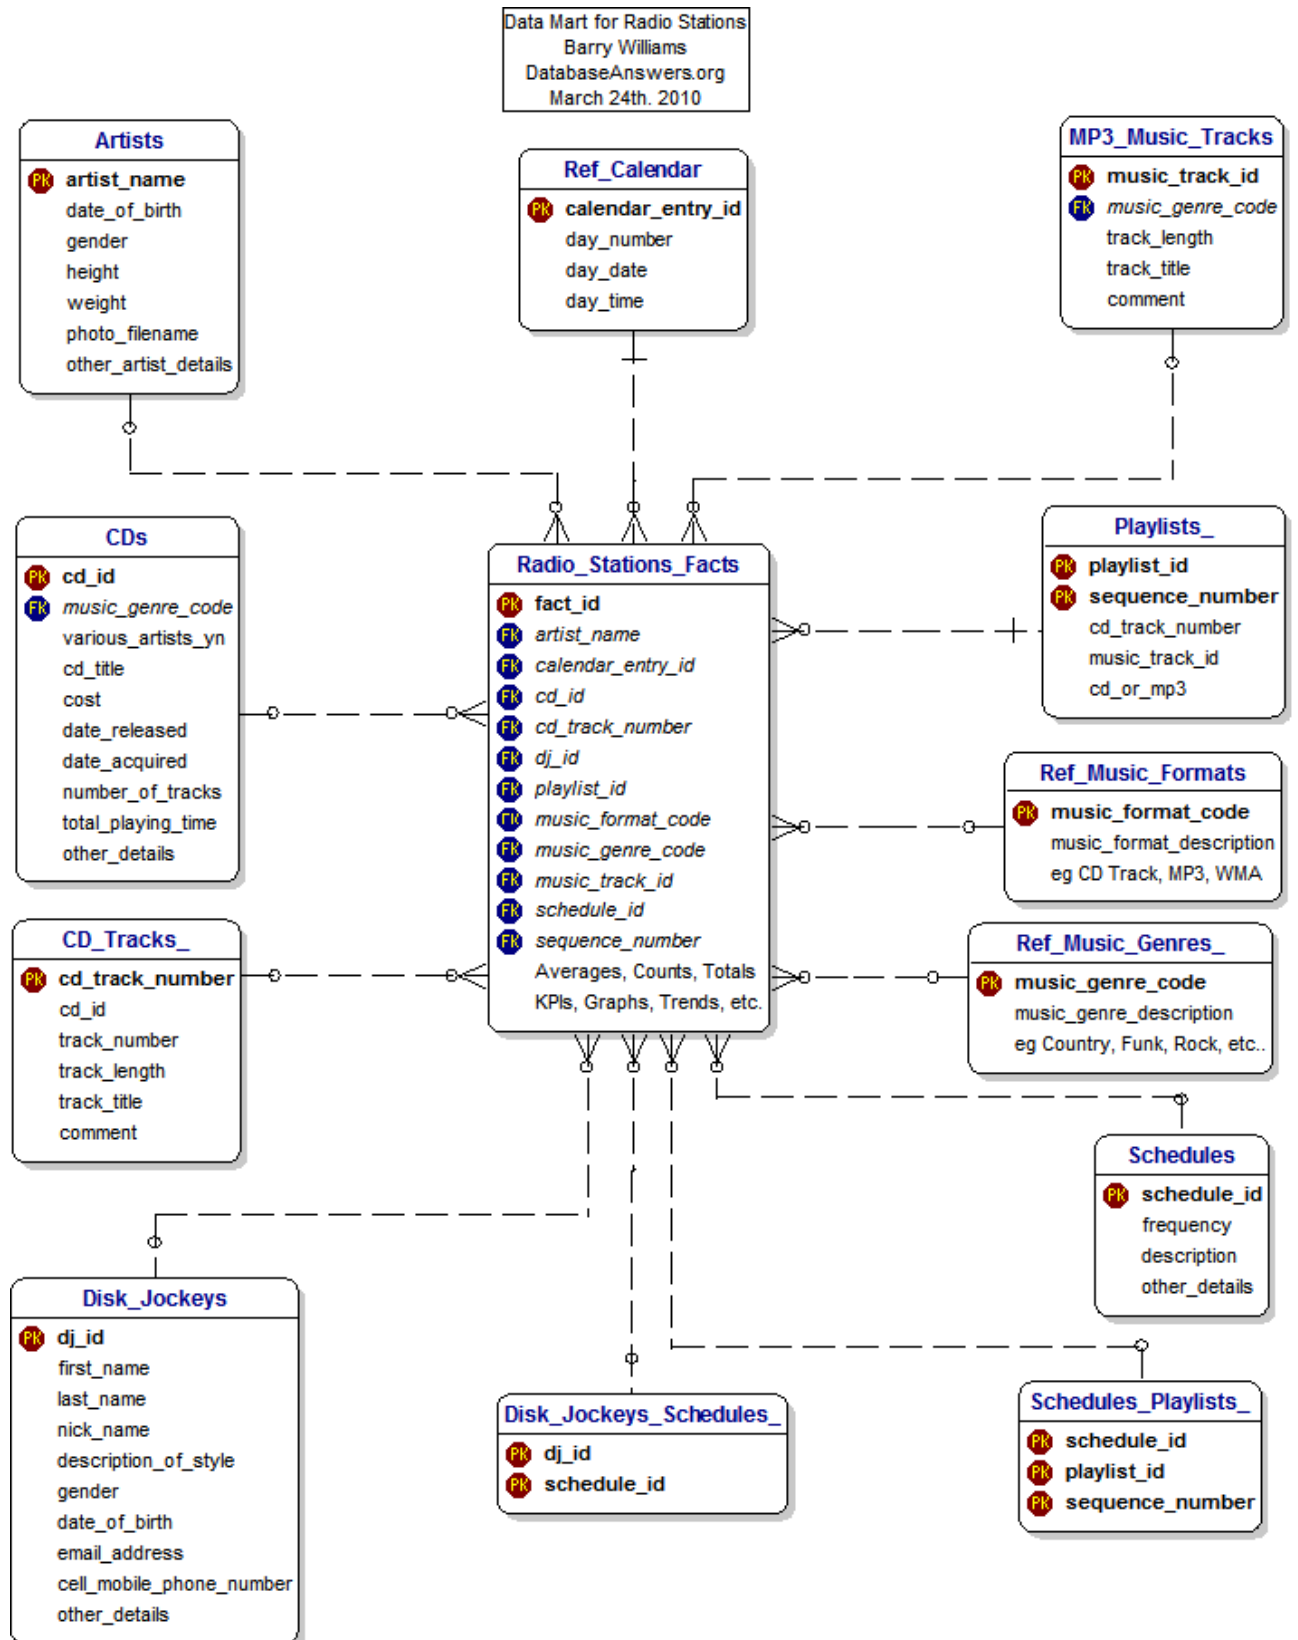 Data Mart for Radio Stations
Barry Williams
DatabaseAnswers.org
March 24th. 2010
Artists
PK artist_name
date_of_birth
gender
height
weight
photo_filename
other_artist_details
Ref_Calendar
PK calendar_entry_id
day_number
day_date
day_time
MP3_Music_Tracks
PK music_track_id
FK music_genre_code
track_length
track_title
comment
CDs
PK cd_id
FK music_genre_code
various_artists_yn
cd_title
cost
date_released
date_acquired
number_of_tracks
total_playing_time
other_details
Radio_Stations_Facts
PK fact_id
FK artist_name
FK calendar_entry_id
FK cd_id
FK cd_track_number
FK dj_id
FK playlist_id
FK music_format_code
FK music_genre_code
FK music_track_id
FK schedule_id
FK sequence_number
Averages, Counts, Totals
KPIs, Graphs, Trends, etc.
Playlists_
PK playlist_id
PK sequence_number
cd_track_number
music_track_id
cd_or_mp3
Ref_Music_Formats
PK music_format_code
music_format_description
eg CD Track, MP3, WMA
CD_Tracks_
PK cd_track_number
cd_id
track_number
track_length
track_title
comment
Ref_Music_Genres_
PK music_genre_code
music_genre_description
eg Country, Funk, Rock, etc..
Schedules
PK schedule_id
frequency
description
other_details
Disk_Jockeys
PK dj_id
first_name
last_name
nick_name
description_of_style
gender
date_of_birth
email_address
cell_mobile_phone_number
other_details
Disk_Jockeys_Schedules_
PK dj_id
PK schedule_id
Schedules_Playlists_
PK schedule_id
PK playlist_id
PK sequence_number